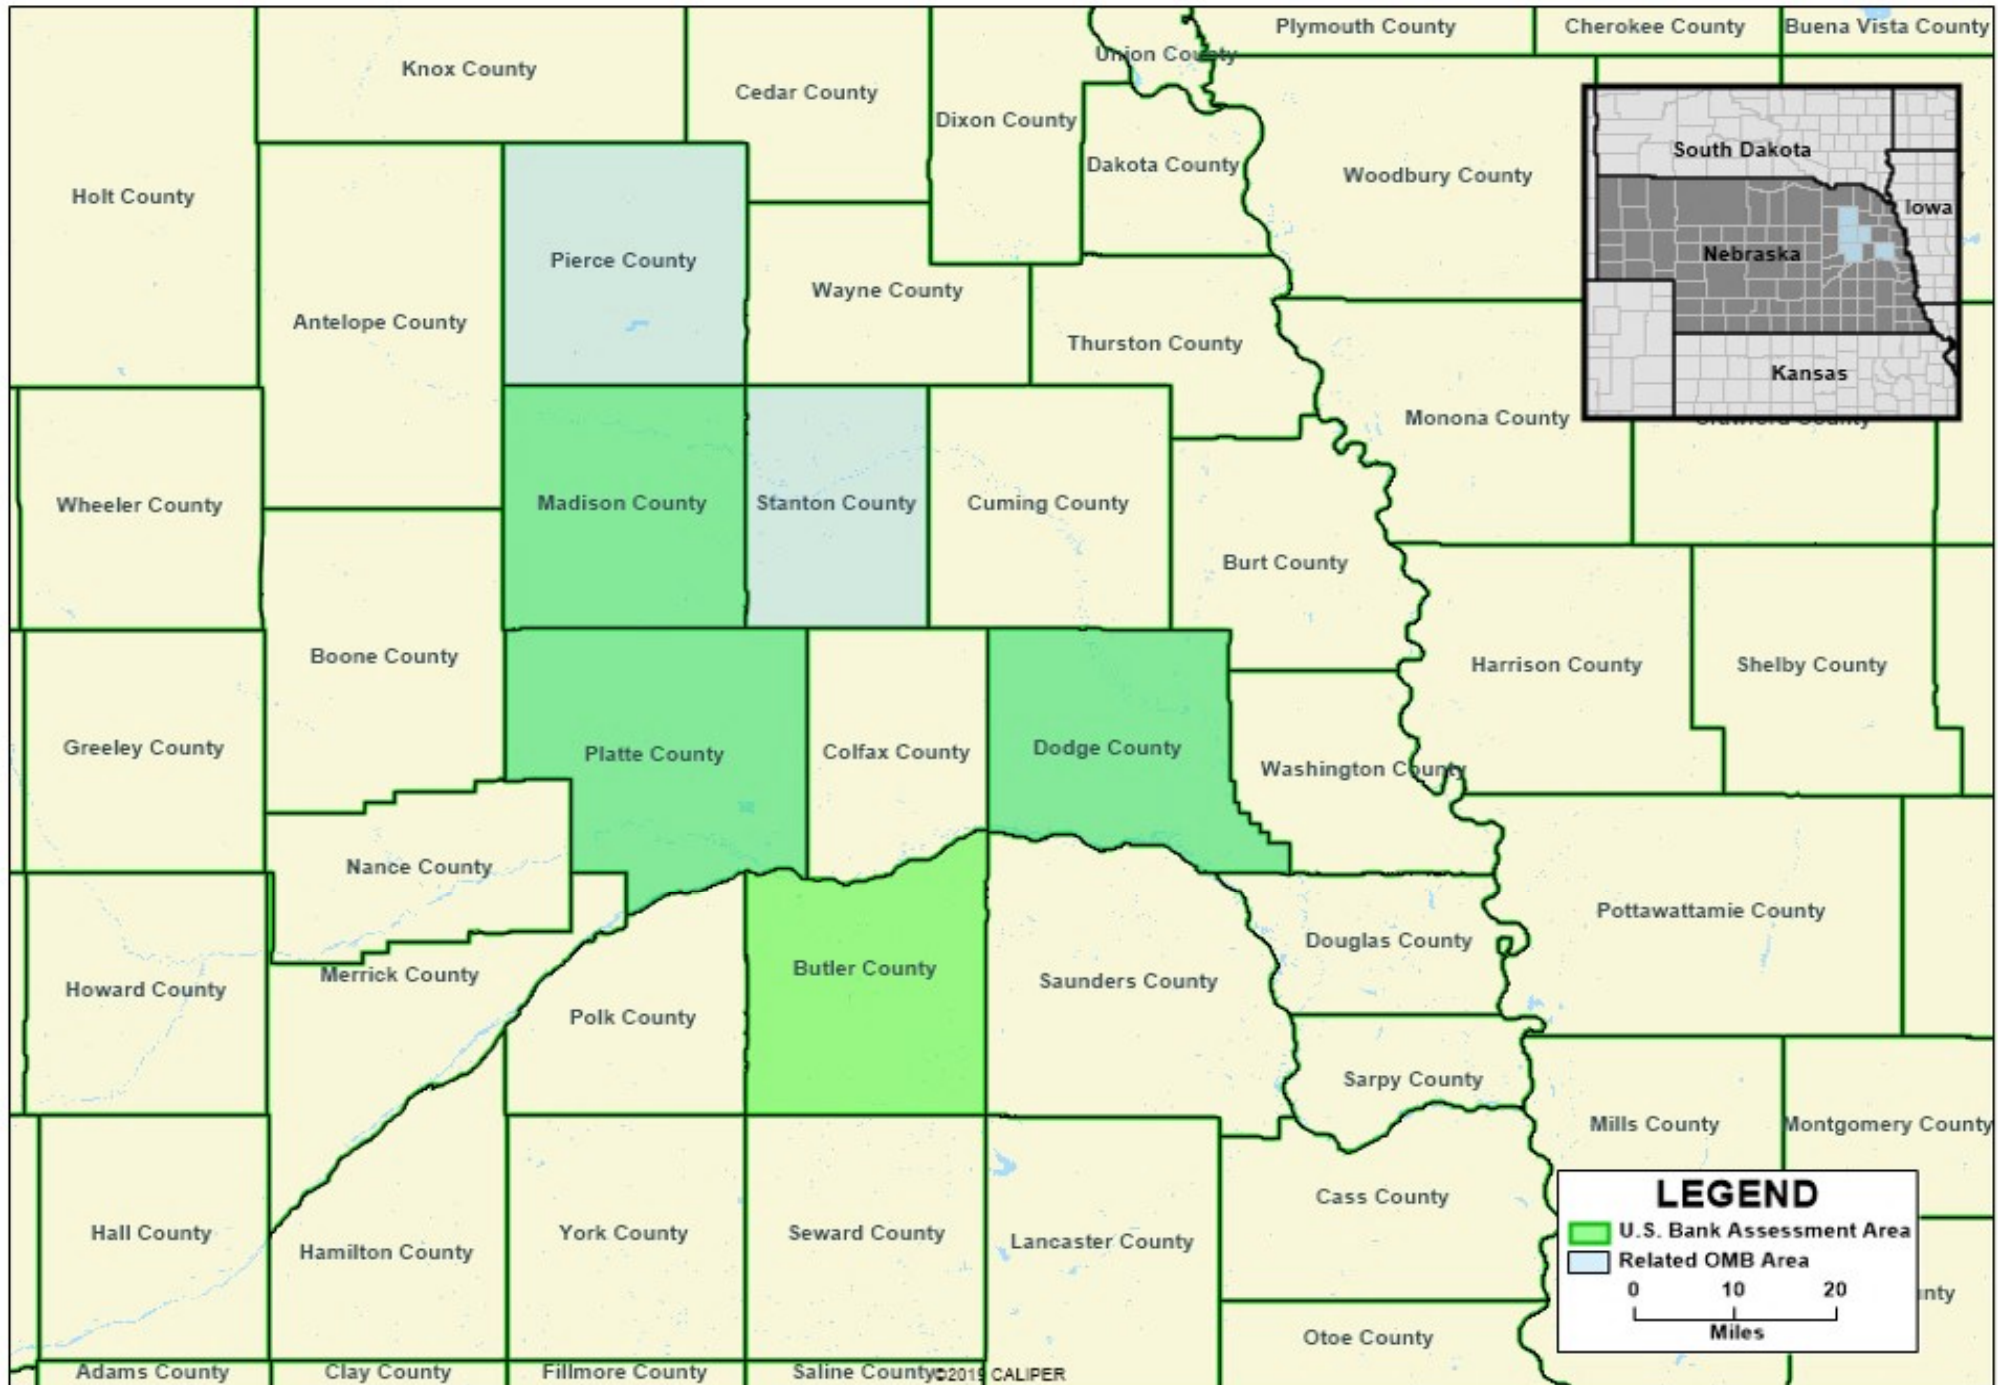 Plymouth County
Cherokee County
Buena Vista County
Union County
Knox County
Cedar County
Dixon County
Dakota County
Woodbury County
Holt County
South Dakota
Iowa
Nebraska
Kansas
Pierce County
Wayne County
Antelope County
Thurston County
Monona County
Wheeler County
Madison County
Stanton County
Cuming County
Burt County
Boone County
Harrison County
Shelby County
Greeley County
Platte County
Colfax County
Dodge County
Washington County
Nance County
Pottawattamie County
Douglas County
Merrick County
Howard County
Butler County
Saunders County
Polk County
Sarpy County
Mills County
Montgomery County
Cass County
Hall County
Hamilton County
York County
Seward County
Lancaster County
LEGEND
U.S. Bank Assessment Area
Related OMB Area
0 10 20
Miles
Otoe County
Adams County
Clay County
Fillmore County
Saline County
©2019 CALIPER